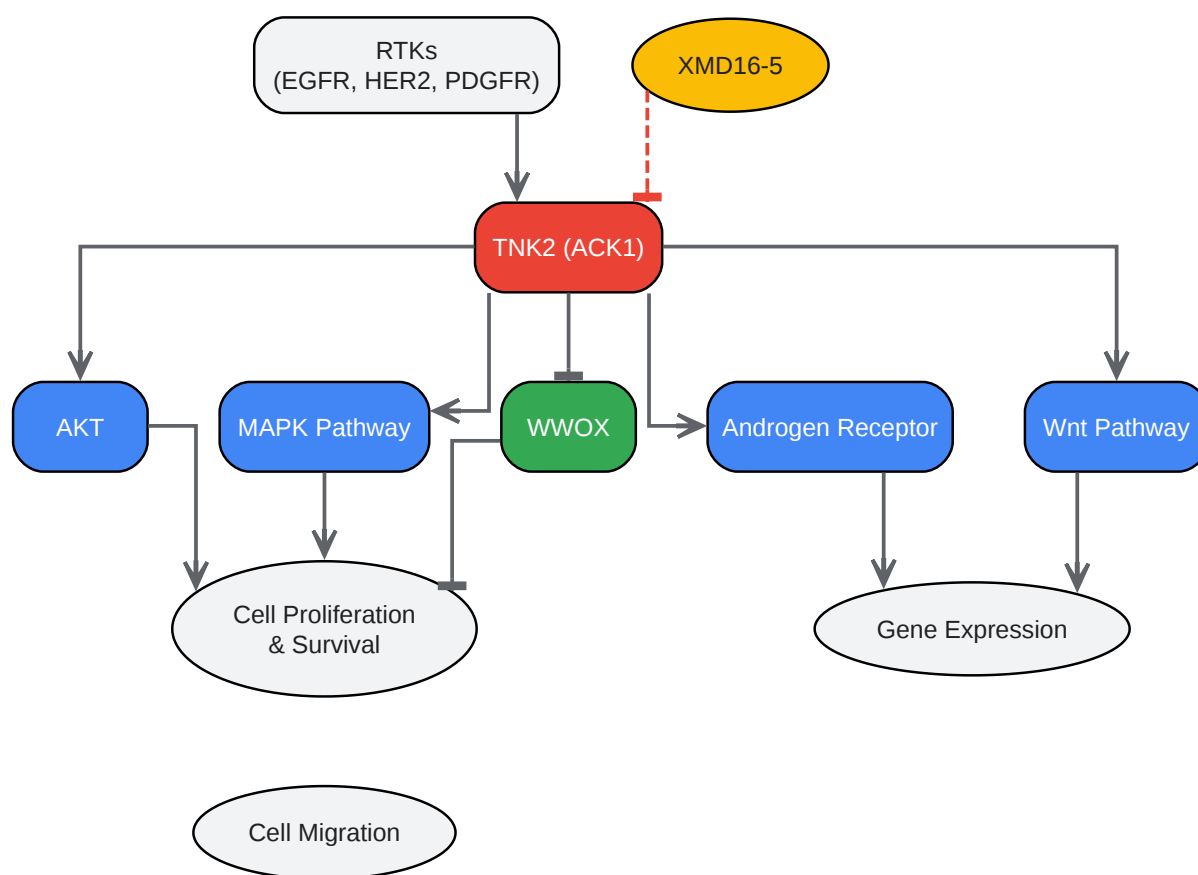 RTKs
(EGFR, HER2, PDGFR)
XMD16-5
TNK2 (ACK1)
AKT
MAPK Pathway
WWOX
Androgen Receptor
Wnt Pathway
Cell Proliferation
& Survival
Gene Expression
Cell Migration